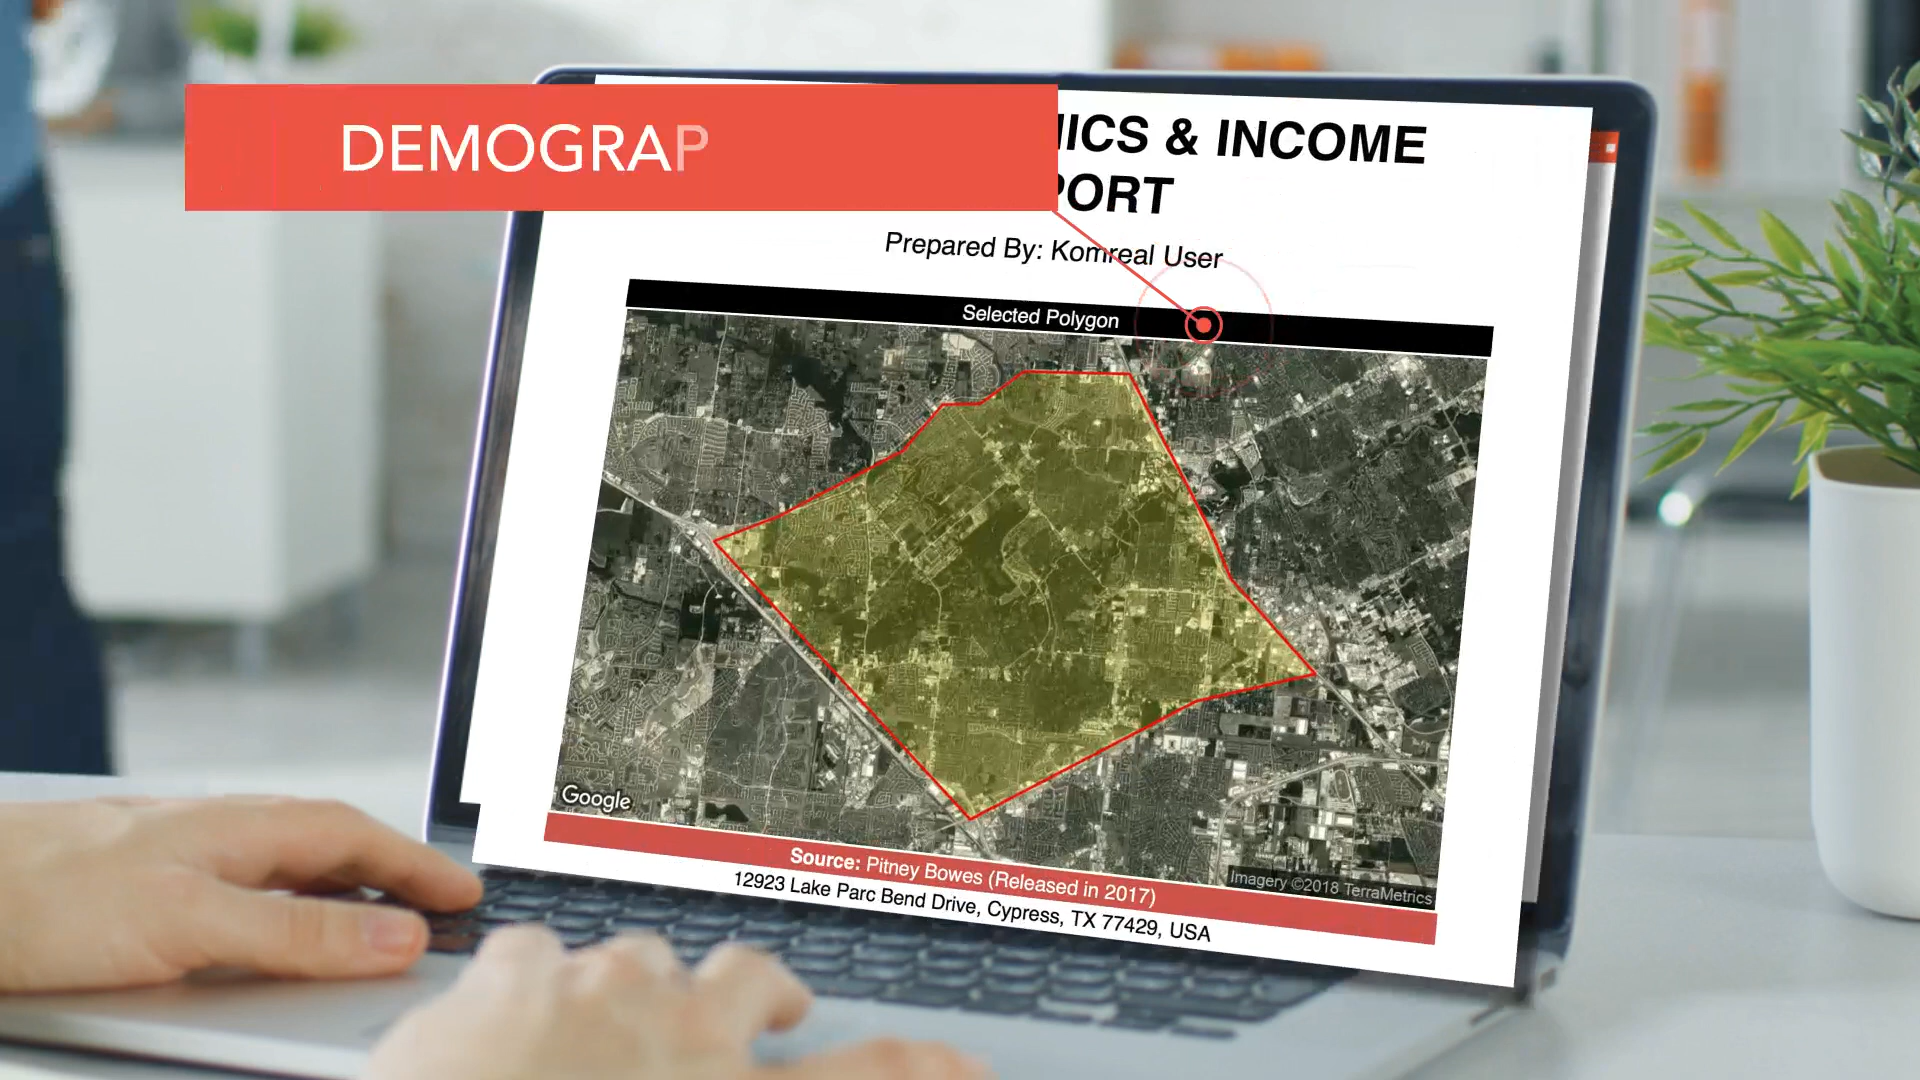 DEMOGRAP
ICS & INCOME
PORT
Prepared By: Komreal User
Selected Polygon
Google
Imagery ©2018 TerraMetrics
Source: Pitney Bowes (Released in 2017)
12923 Lake Parc Bend Drive, Cypress, TX 77429, USA